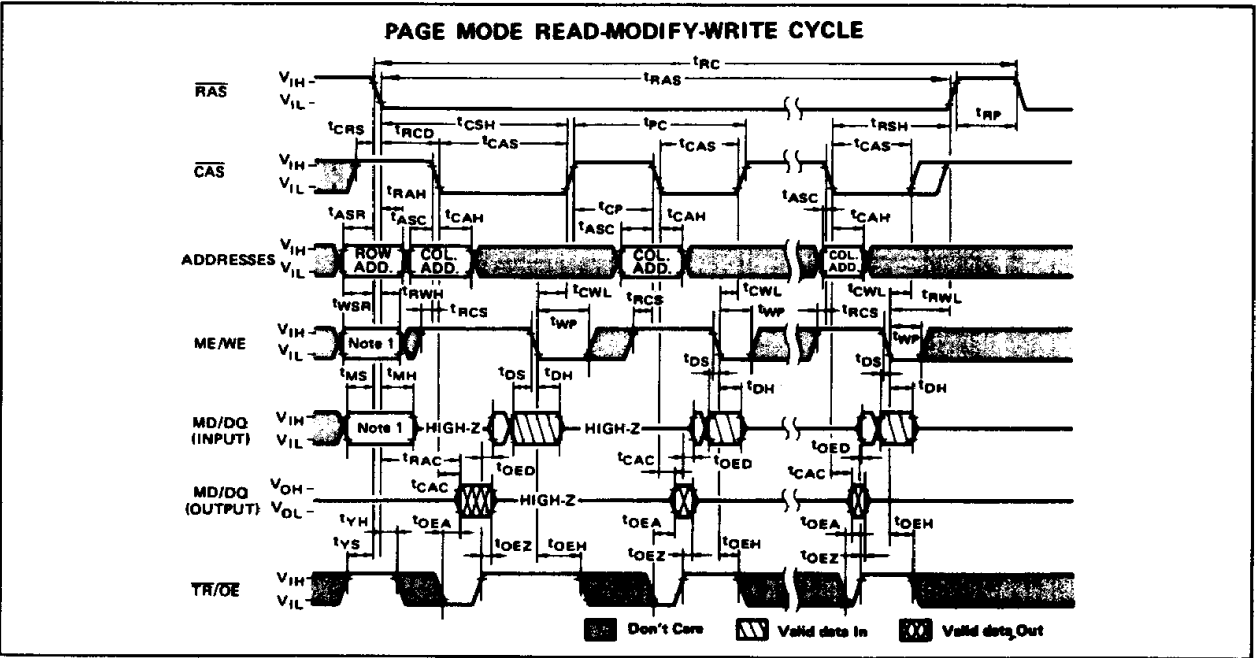 PAGE MODE READ-MODIFY-WRITE CYCLE
tRC
RAS VIH VIL
tRAS
tRP
tCRS tRCD tCSH tPC tRSH
tCAS tCAS tCAS
CAS VIH VIL
tRAH tASC
tASR tASC tCAH tCP tASC tCAH tCAH
ADDRESSES VIH VIL
ROW ADD. COL. ADD. COL. ADD. COL. ADD.
tWSR tRWH tRCS tCWL tRCS tCWL tCWL tRWL
tWP tWP tRCS tWP
ME/WE VIH VIL
Note 1
tMS tMH tDS tDH tDS tDH tDS tDH
MD/DQ (INPUT) VIH VIL
Note 1 HIGH-Z HIGH-Z
tRAC tOED tCAC tOED tOED
tCAC tCAC
MD/DQ (OUTPUT) VOH VOL
HIGH-Z
tYH tOEA tOEA tOEA tOEH
tYS tOEZ tOEH tOEZ tOEH tOEZ
TR/OE VIH VIL
Don't Care Valid data In Valid data Out